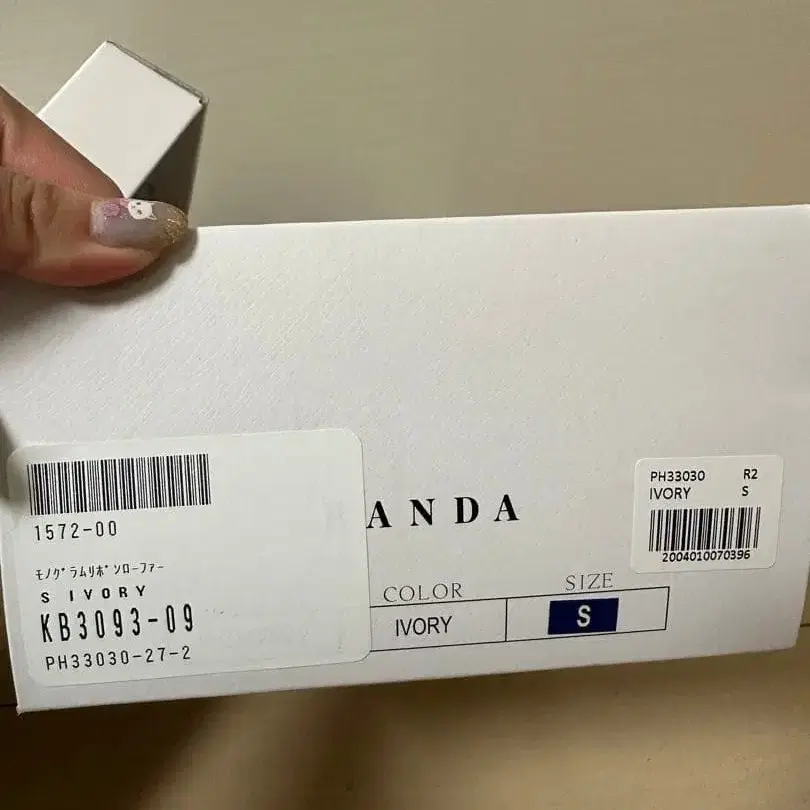 1572-00
ﾓﾉｸﾞﾗﾑﾘﾎﾞﾝﾛｰﾌｧｰ
S IVORY
KB3093-09
PH33030-27-2
ANDA
COLOR
SIZE
IVORY
S
PH33030 R2
IVORY S
2004010070396